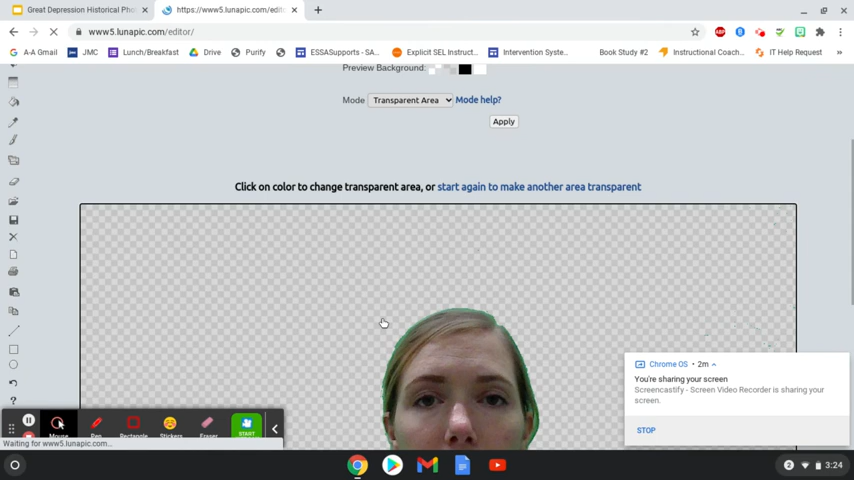 Great Depression Historical Pho
https://www5.lunapic.com/edit
www5.lunapic.com/editor/
A-A Gmail
JMC
Lunch/Breakfast
Drive
Purify
ESSASupports - SA...
Explicit SEL Instruct...
Intervention Syste...
Book Study #2
Instructional Coach...
IT Help Request
»
Preview Background:
Mode
Transparent Area
Mode help?
Apply
Click on color to change transparent area, or start again to make another area transparent
Chrome OS • 2m
You're sharing your screen
Screencastify - Screen Video Recorder is sharing your
screen.
STOP
Mouse
Pen
Rectangle
Stickers
Eraser
START
Waiting for www5.lunapic.com...
2
3:24